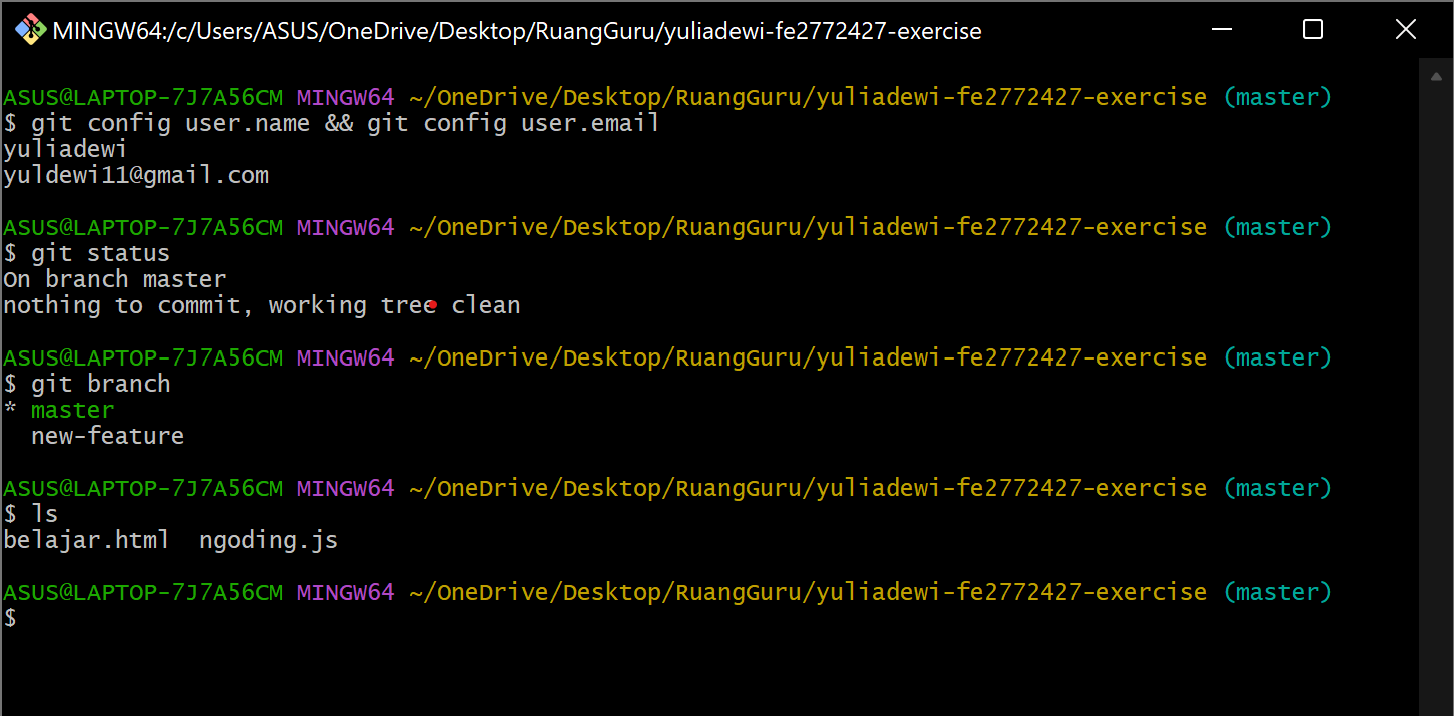 MINGW64:/c/Users/ASUS/OneDrive/Desktop/RuangGuru/yuliadewi-fe2772427-exercise
ASUS@LAPTOP-7J7A56CM MINGW64 ~/OneDrive/Desktop/RuangGuru/yuliadewi-fe2772427-exercise (master)
$ git config user.name && git config user.email
yuliadewi
yuldewi11@gmail.com
ASUS@LAPTOP-7J7A56CM MINGW64 ~/OneDrive/Desktop/RuangGuru/yuliadewi-fe2772427-exercise (master)
$ git status
On branch master
nothing to commit, working tree clean
ASUS@LAPTOP-7J7A56CM MINGW64 ~/OneDrive/Desktop/RuangGuru/yuliadewi-fe2772427-exercise (master)
$ git branch
* master
  new-feature
ASUS@LAPTOP-7J7A56CM MINGW64 ~/OneDrive/Desktop/RuangGuru/yuliadewi-fe2772427-exercise (master)
$ ls
belajar.html  ngoding.js
ASUS@LAPTOP-7J7A56CM MINGW64 ~/OneDrive/Desktop/RuangGuru/yuliadewi-fe2772427-exercise (master)
$